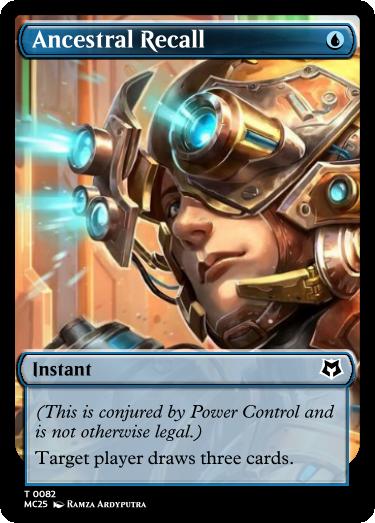 Ancestral Recall
Instant
(This is conjured by Power Control and
is not otherwise legal.)
Target player draws three cards.
T 0082
MC25 Ramza Ardyputra